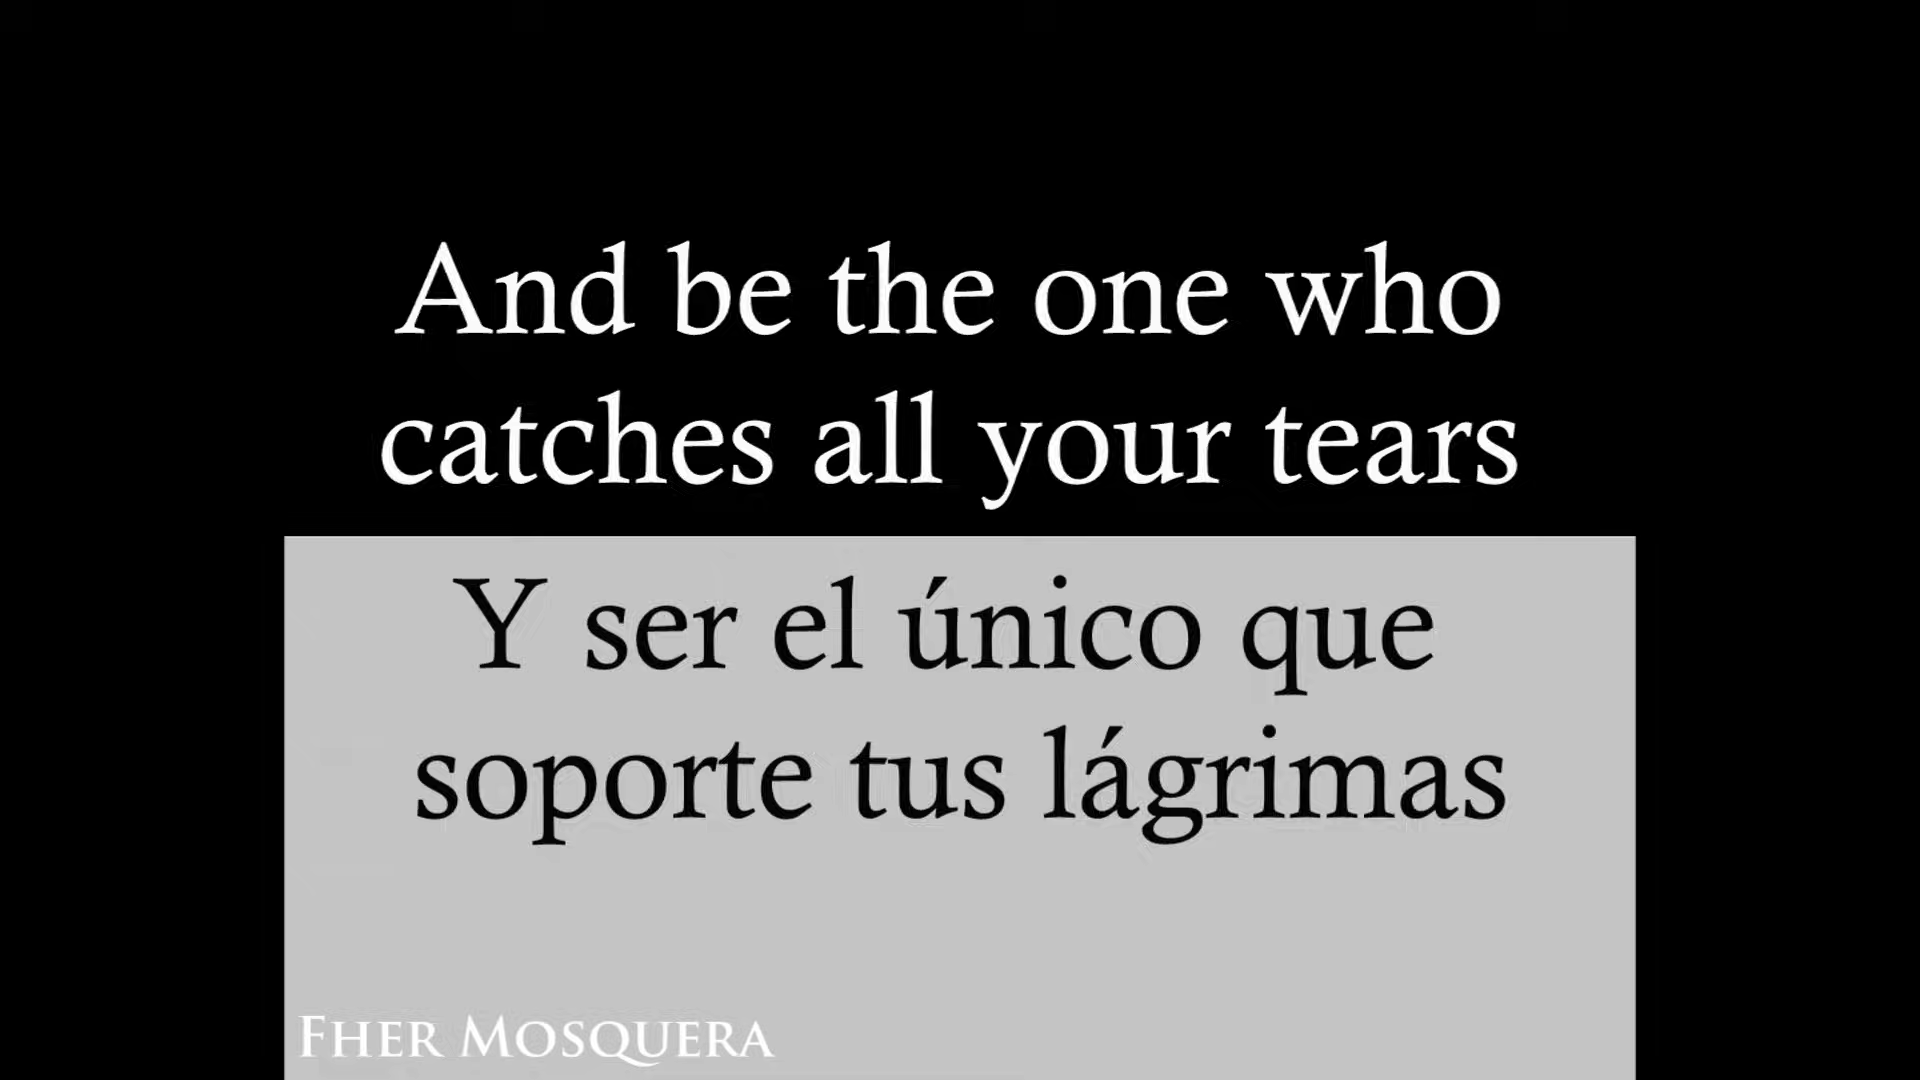 And be the one who
catches all your tears
Y ser el único que
soporte tus lágrimas
FHER MOSQUERA